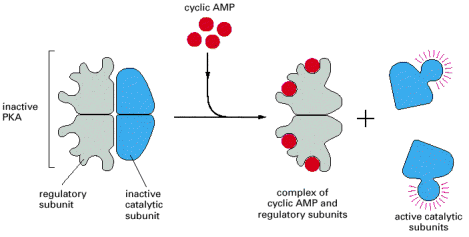 cyclic AMP
inactive
PKA
regulatory
subunit
inactive
catalytic
subunit
complex of
cyclic AMP and
regulatory subunits
active catalytic
subunits